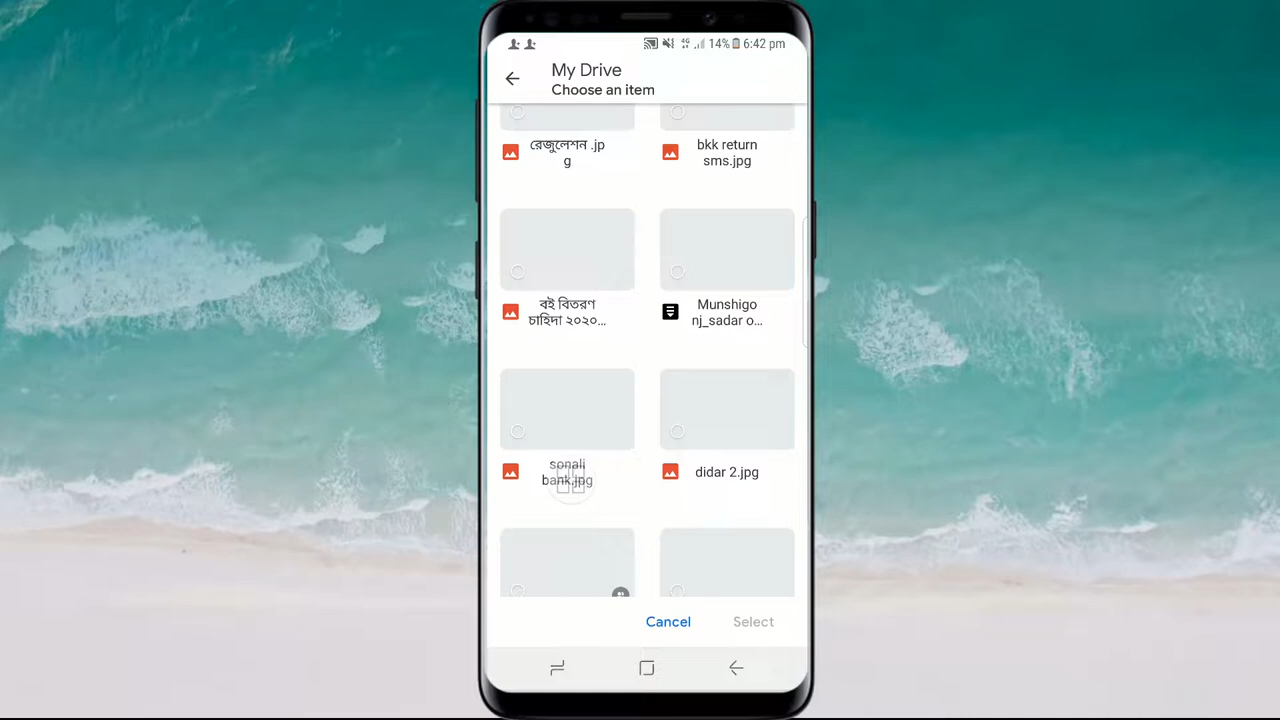 4G 14% 6:42 pm
My Drive
Choose an item
রেজুলেশন .jp
g
bkk return
sms.jpg
বই বিতরণ
চাহিদা ২০২০...
Munshigo
nj_sadar o...
sonali
bank.jpg
didar 2.jpg
Cancel
Select